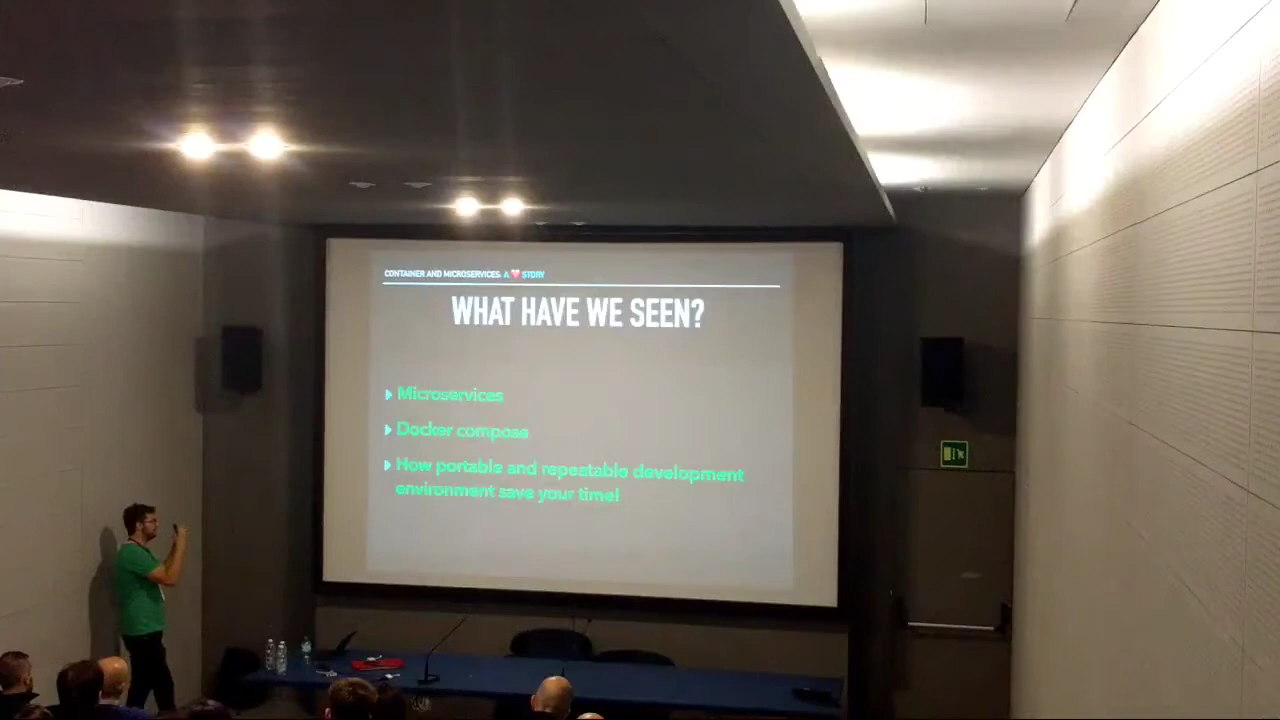 CONTAINER AND MICROSERVICES: A ❤ STORY
WHAT HAVE WE SEEN?
Microservices
Docker compose
How portable and repeatable development
environment save your time!